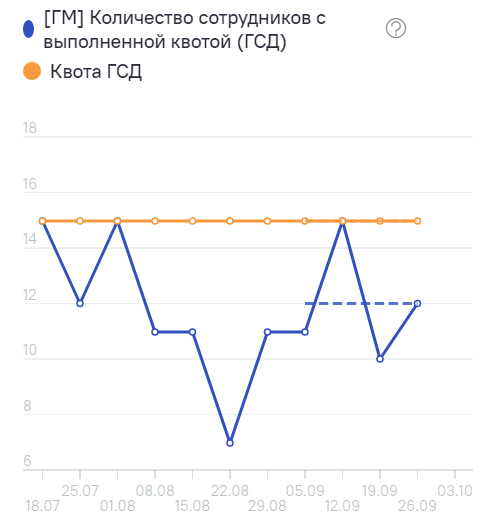 [ГМ] Количество сотрудников с
выполненной квотой (ГСД)
?
Квота ГСД
18
16
14
12
10
8
6
25.07 08.08 22.08 05.09 19.09 03.10
18.07 01.08 15.08 29.08 12.09 26.09